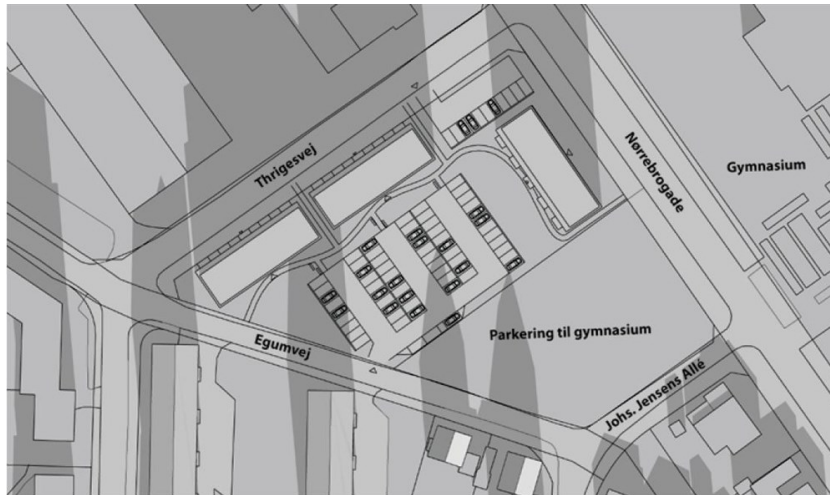 Thrigesvej
Nørrebrogade
Gymnasium
Egumvej
Parkering til gymnasium
Johs. Jensens Allé